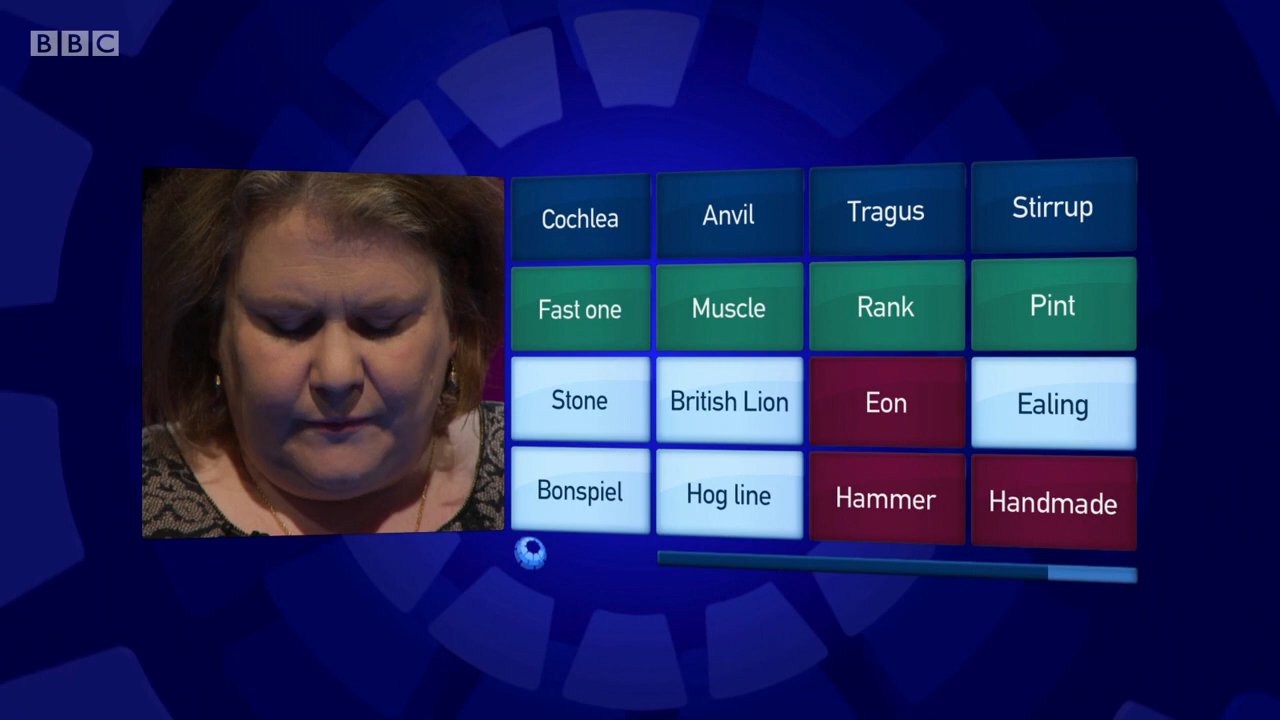 BBC
Cochlea
Anvil
Tragus
Stirrup
Fast one
Muscle
Rank
Pint
Stone
British Lion
Eon
Ealing
Bonspiel
Hog line
Hammer
Handmade